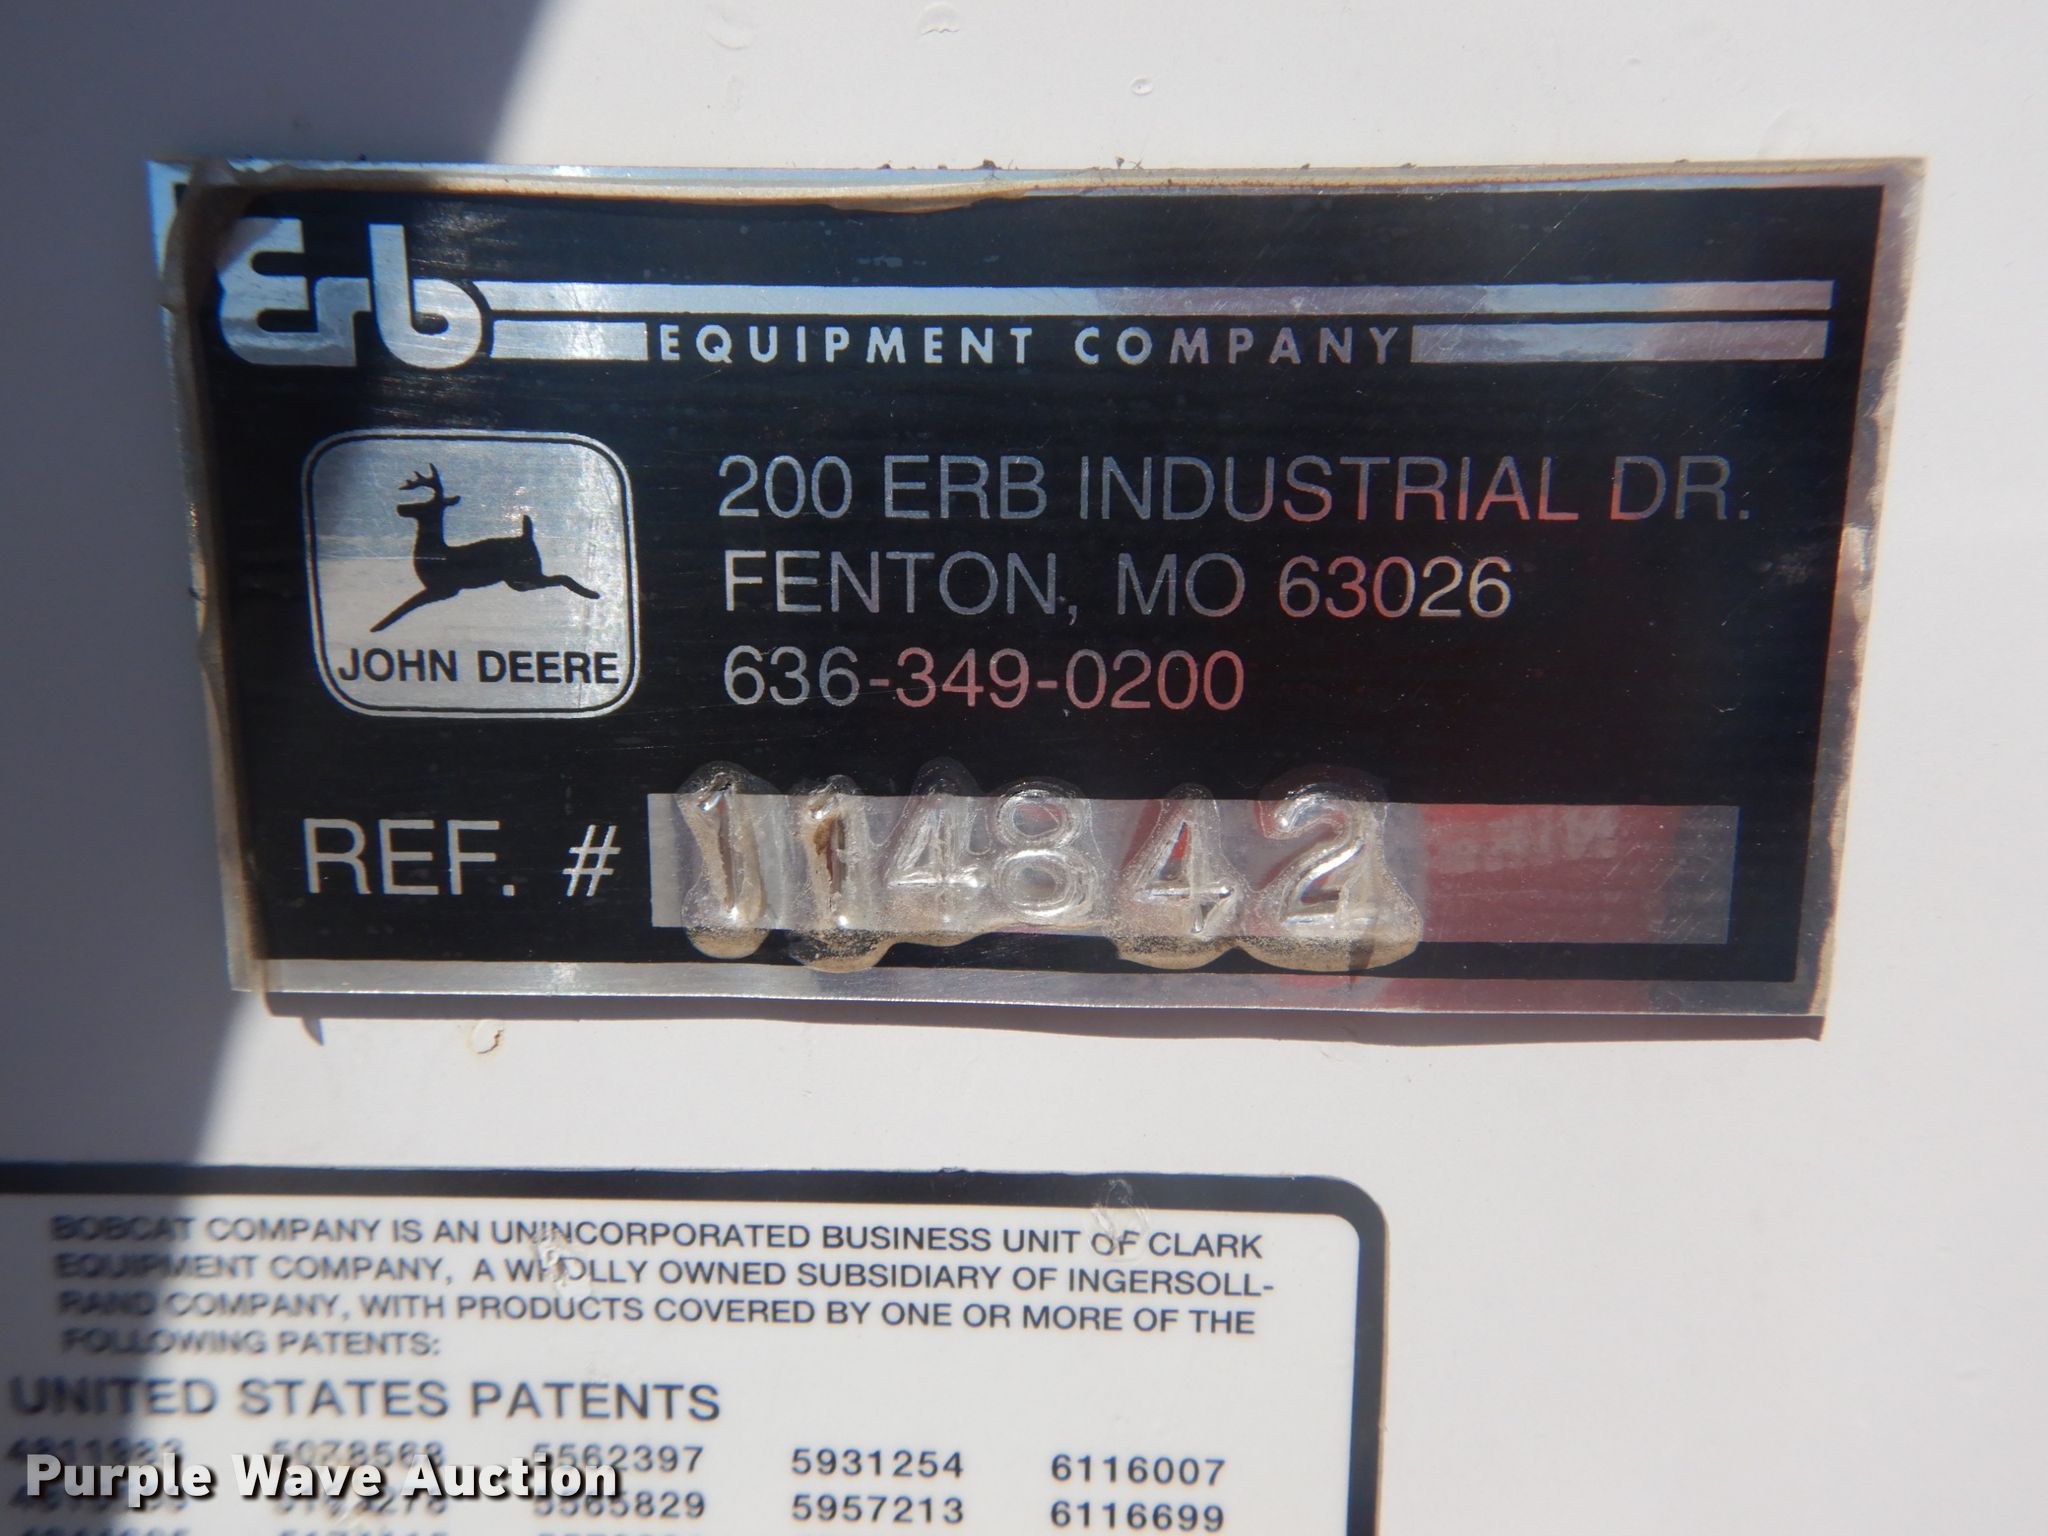 Erb
EQUIPMENT COMPANY
JOHN DEERE
200 ERB INDUSTRIAL DR.
FENTON, MO 63026
636-349-0200
REF. # 114842
BOBCAT COMPANY IS AN UNINCORPORATED BUSINESS UNIT OF CLARK
EQUIPMENT COMPANY, A WHOLLY OWNED SUBSIDIARY OF INGERSOLL-
RAND COMPANY, WITH PRODUCTS COVERED BY ONE OR MORE OF THE
FOLLOWING PATENTS:
UNITED STATES PATENTS
5562397 5931254 6116007
5565829 5957213 6116699
Purple Wave Auction